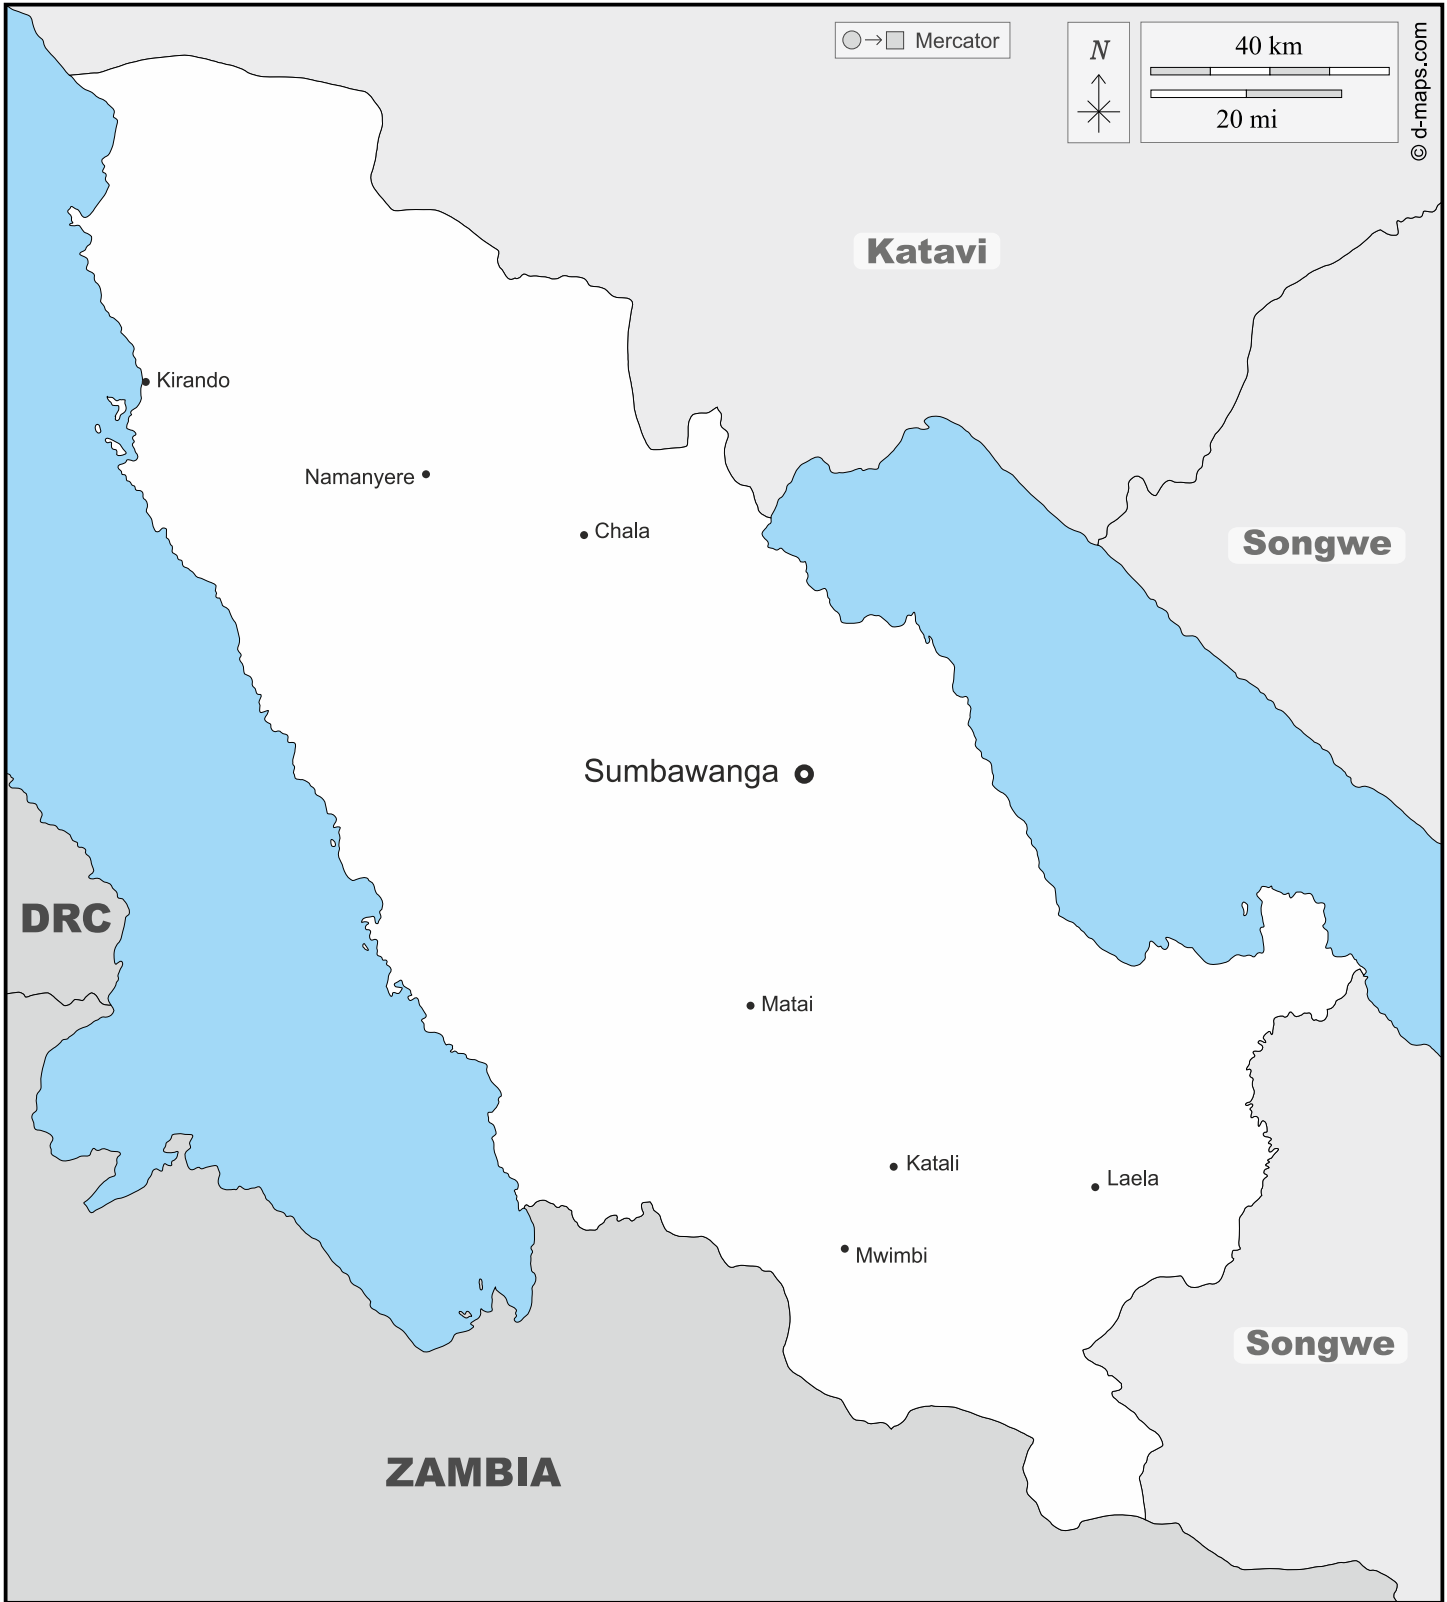 Mercator
N
40 km
20 mi
© d-maps.com
Katavi
Kirando
Namanyere
Chala
Songwe
Sumbawanga
DRC
Matai
Katali
Laela
Mwimbi
Songwe
ZAMBIA